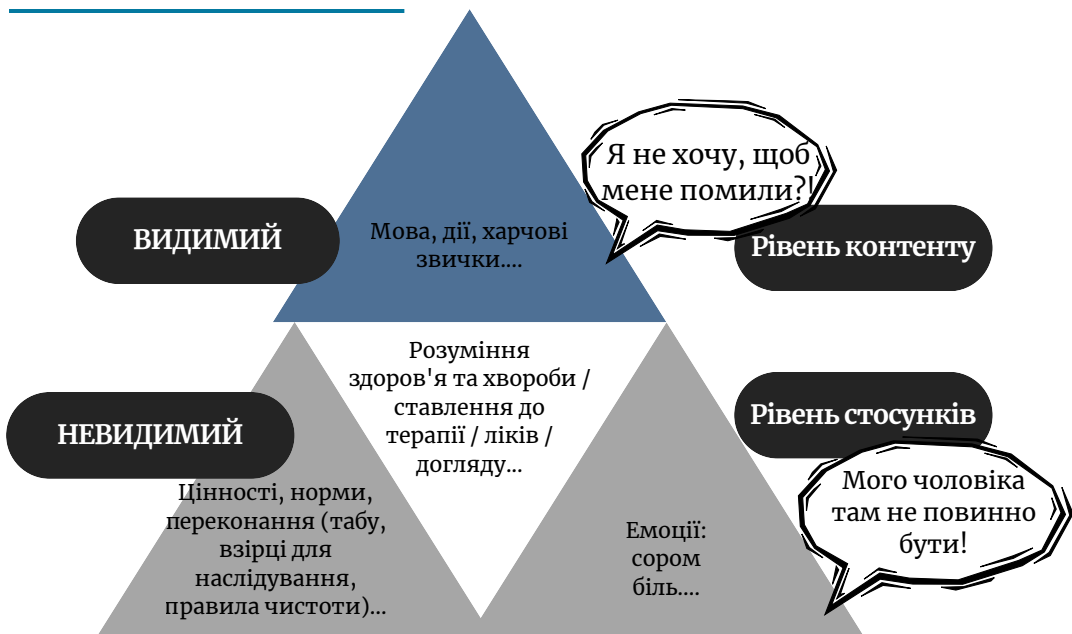 Я не хочу, щоб
мене помили?!
ВИДИМИЙ
Мова, дії, харчові
звички....
Рівень контенту
Розуміння
здоров'я та хвороби /
ставлення до
терапії / ліків /
догляду...
НЕВИДИМИЙ
Рівень стосунків
Цінності, норми,
переконання (табу,
взірці для
наслідування,
правила чистоти)...
Емоції:
сором
біль....
Мого чоловіка
там не повинно
бути!